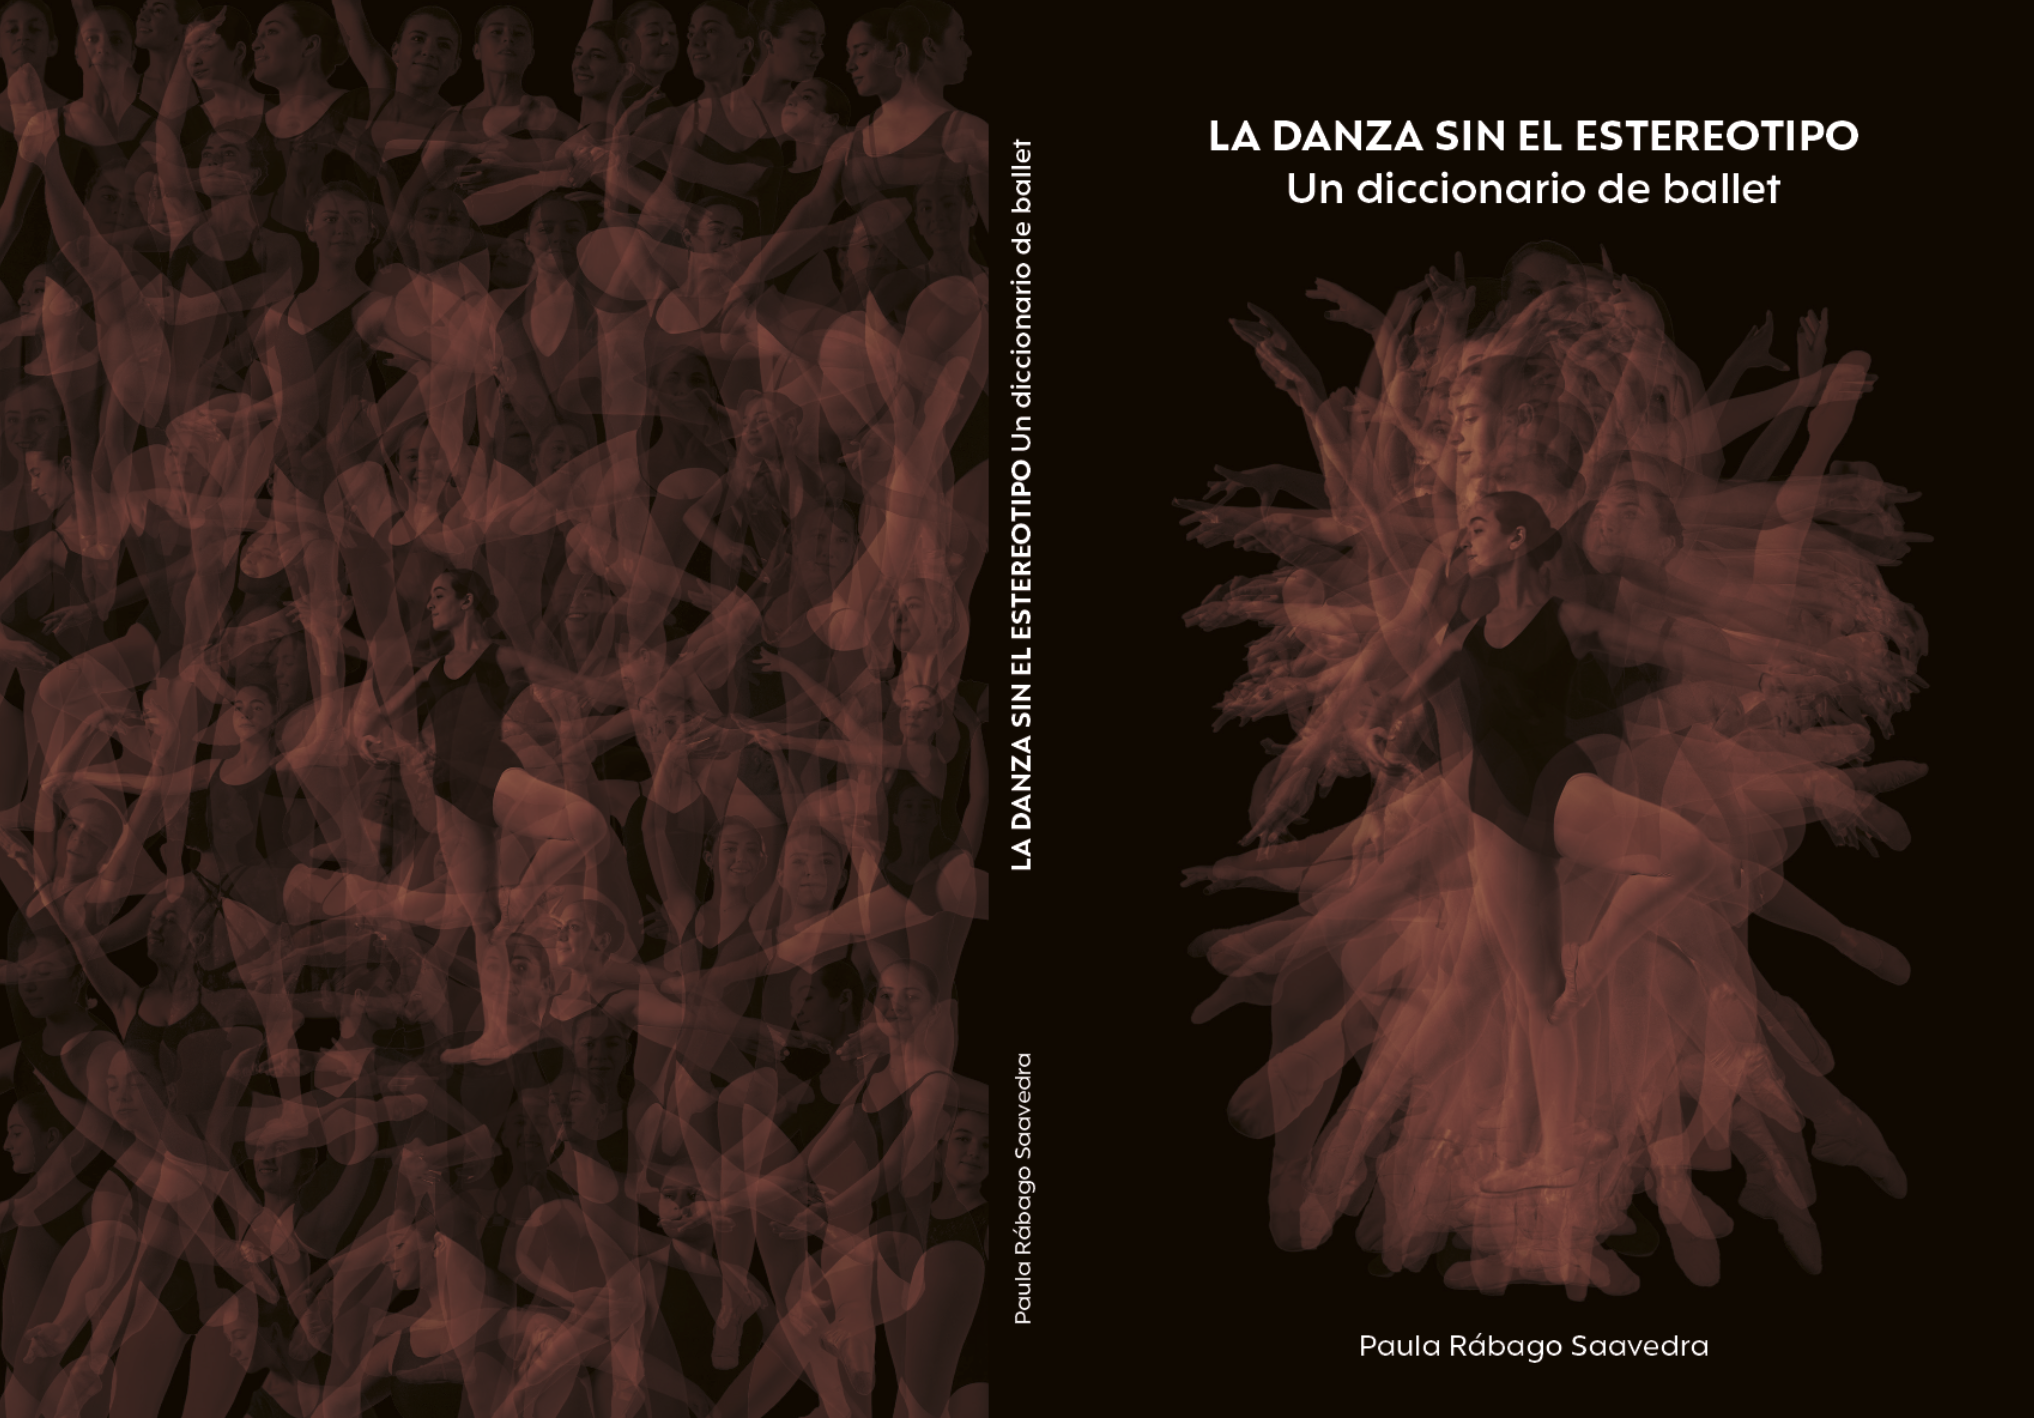 LA DANZA SIN EL ESTEREOTIPO Un diccionario de ballet
Paula Rábago Saavedra
LA DANZA SIN EL ESTEREOTIPO
Un diccionario de ballet
Paula Rábago Saavedra